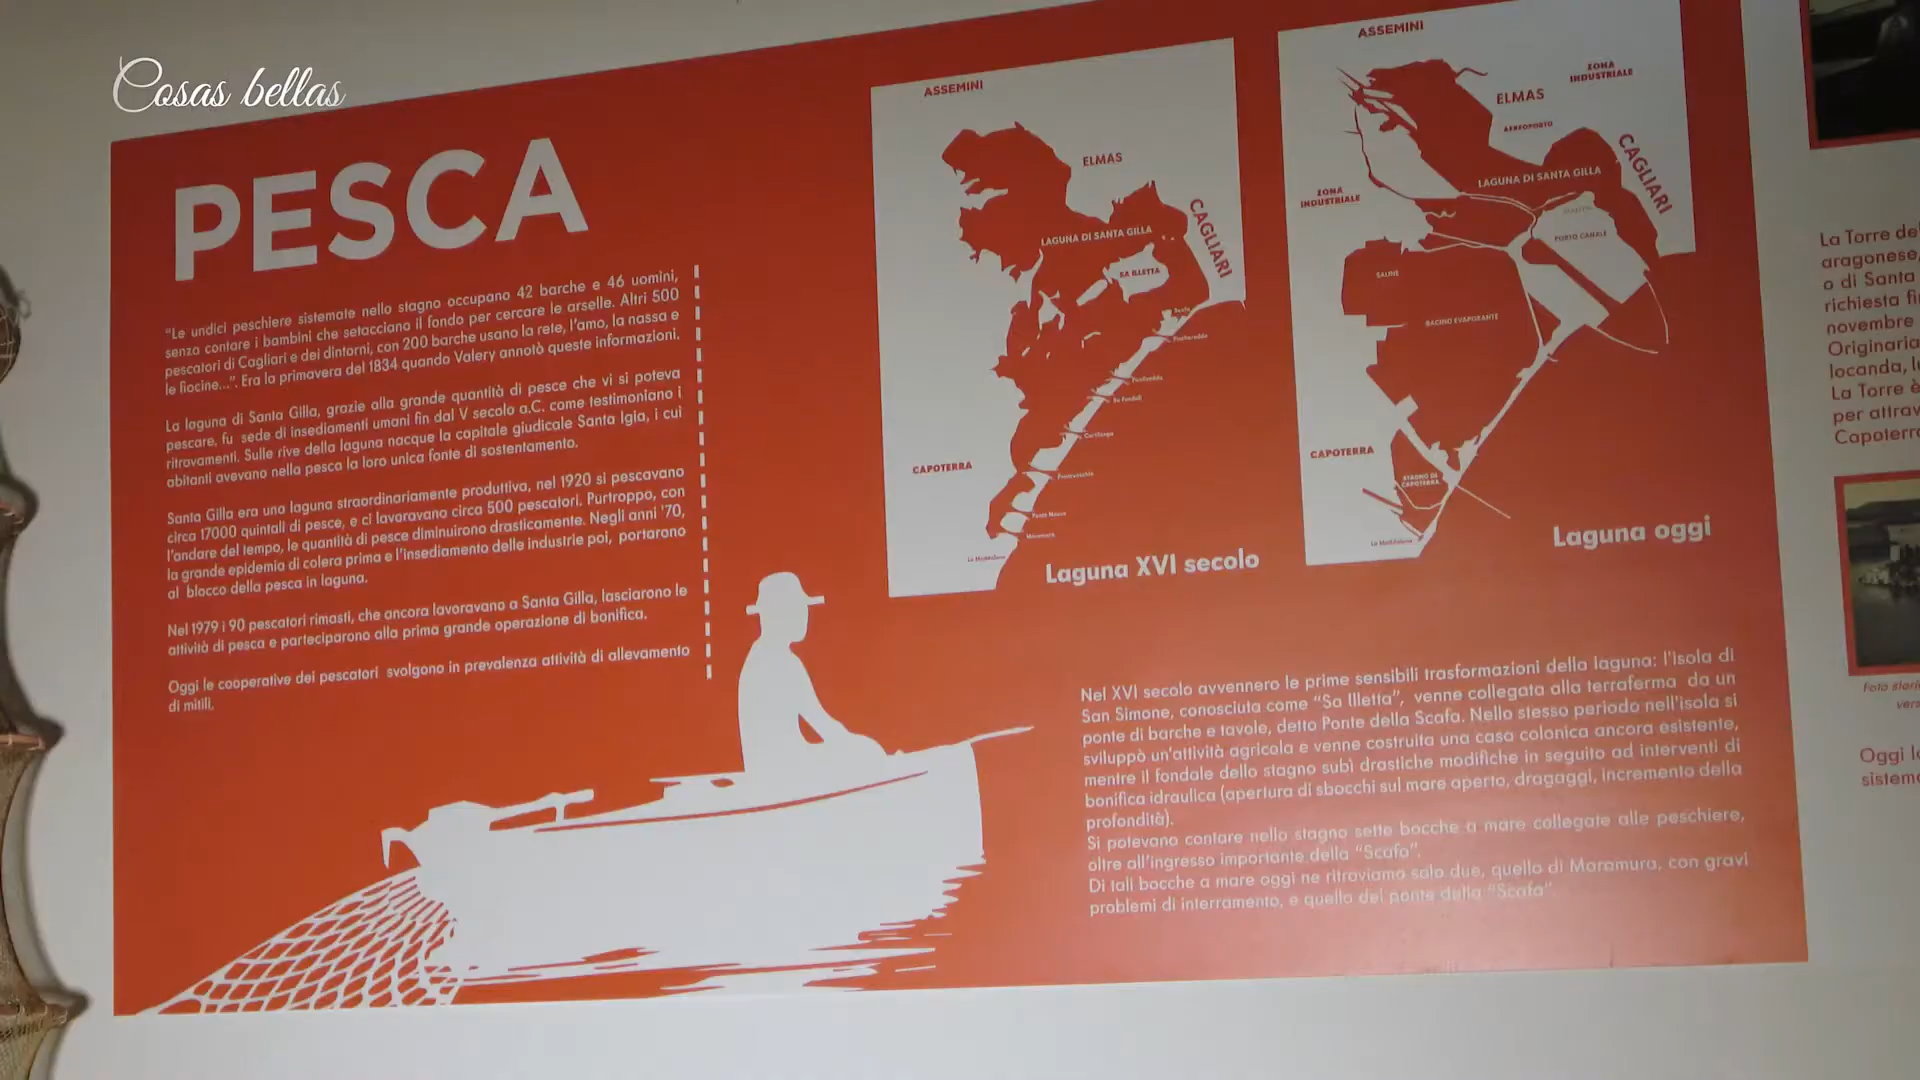 Cosas bellas
PESCA
"Le undici peschiere sistemate nello stagno occupano 42 barche e 46 uomini,
senza contare i bambini che setacciano il fondo per cercare le arselle. Altri 500
pescatori di Cagliari e dei dintorni, con 200 barche usano la rete, l'amo, la nassa e
le fiocine...". Era la primavera del 1834 quando Valery annotò queste informazioni.
La laguna di Santa Gilla, grazie alla grande quantità di pesce che vi si poteva
pescare, fu sede di insediamenti umani fin dal V secolo a.C. come testimoniano i
ritrovamenti. Sulle rive della laguna nacque la capitale giudicale Santa Igia, i cui
abitanti avevano nella pesca la loro unica fonte di sostentamento.
Santa Gilla era una laguna straordinariamente produttiva, nel 1920 si pescavano
circa 17000 quintali di pesce, e ci lavoravano circa 500 pescatori. Purtroppo, con
l'andare del tempo, le quantità di pesce diminuirono drasticamente. Negli anni '70,
la grande epidemia di colera prima e l'insediamento delle industrie poi, portarono
al blocco della pesca in laguna.
Nel 1979 i 90 pescatori rimasti, che ancora lavoravano a Santa Gilla, lasciarono le
attività di pesca e parteciparono alla prima grande operazione di bonifica.
Oggi le cooperative dei pescatori svolgono in prevalenza attività di allevamento
di mitili.
ASSEMINI
ELMAS
CAGLIARI
LAGUNA DI SANTA GILLA
SA ILLETTA
CAPOTERRA
Laguna XVI secolo
ASSEMINI
ZONA
INDUSTRIALE
ELMAS
AEROPORTO
CAGLIARI
LAGUNA DI SANTA GILLA
ZONA
INDUSTRIALE
PORTO CANALE
SALINE
BACINO EVAPORANTE
CAPOTERRA
STAGNO DI
CAPOTERRA
Laguna oggi
Nel XVI secolo avvennero le prime sensibili trasformazioni della laguna: l'isola di
San Simone, conosciuta come "Sa Illetta", venne collegata alla terraferma da un
ponte di barche e tavole, detto Ponte della Scafa. Nello stesso periodo nell'isola si
sviluppò un'attività agricola e venne costruita una casa colonica ancora esistente,
mentre il fondale dello stagno subì drastiche modifiche in seguito ad interventi di
bonifica idraulica (apertura di sbocchi sul mare aperto, dragaggi, incremento della
profondità).
Si potevano contare nello stagno sette bocche a mare collegate alle peschiere,
oltre all'ingresso importante della "Scafa".
Di tali bocche a mare oggi ne ritroviamo solo due, quello di Maramura, con gravi
problemi di interramento, e quello del ponte della "Scafa".
La Torre de
aragonese,
o di Santa
richiesta fi
novembre
Originaria
locanda, l
La Torre è
per attrav
Capoterr
Foto stori
vers
Oggi l
sistem